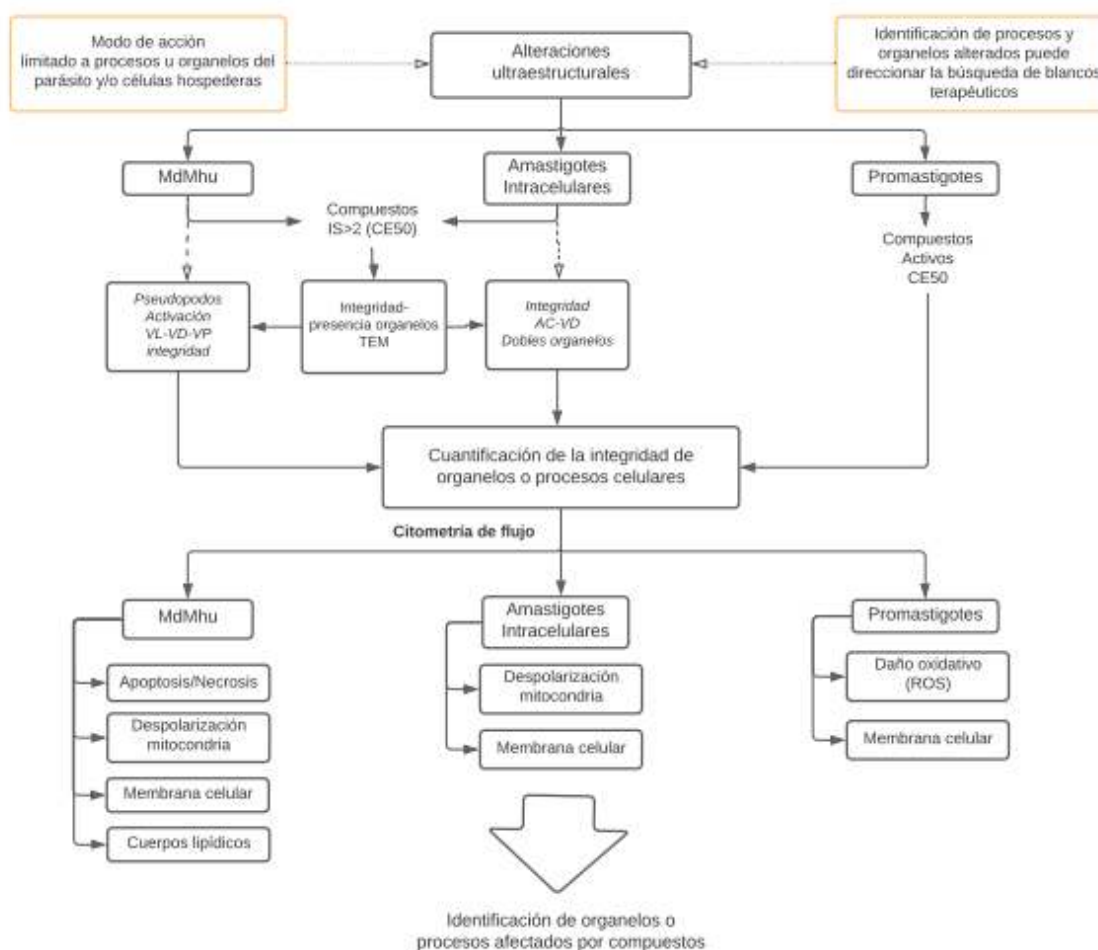 Modo de acción
limitado a procesos u organelos del
parásito y/o células hospederas
Alteraciones
ultraestructurales
Identificación de procesos y
organelos alterados puede
direccionar la búsqueda de blancos
terapéuticos
MdMhu
Amastigotes
Intracelulares
Promastigotes
Compuestos
IS>2 (CE50)
Compuestos
Activos
CE50
Pseudopodos
Activación
VL-VD-VP
integridad
Integridad-
presencia organelos
TEM
Integridad
AC-VD
Dobles organelos
Cuantificación de la integridad de
organelos o procesos celulares
Citometría de flujo
MdMhu
Apoptosis/Necrosis
Despolarización
mitocondria
Membrana celular
Cuerpos lipídicos
Amastigotes
Intracelulares
Despolarización
mitocondria
Membrana celular
Promastigotes
Daño oxidativo
(ROS)
Membrana celular
Identificación de organelos o
procesos afectados por compuestos